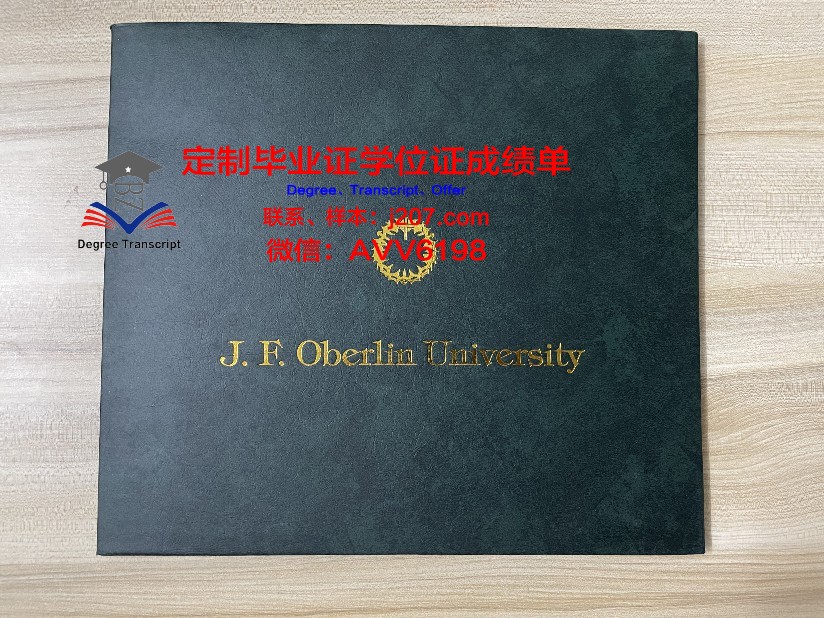 定制毕业证学位证成绩单
Degree、Transcript、Offer
联系、样本：j207.com
微信：AVV6198
Degree Transcript
J. F. Oberlin University